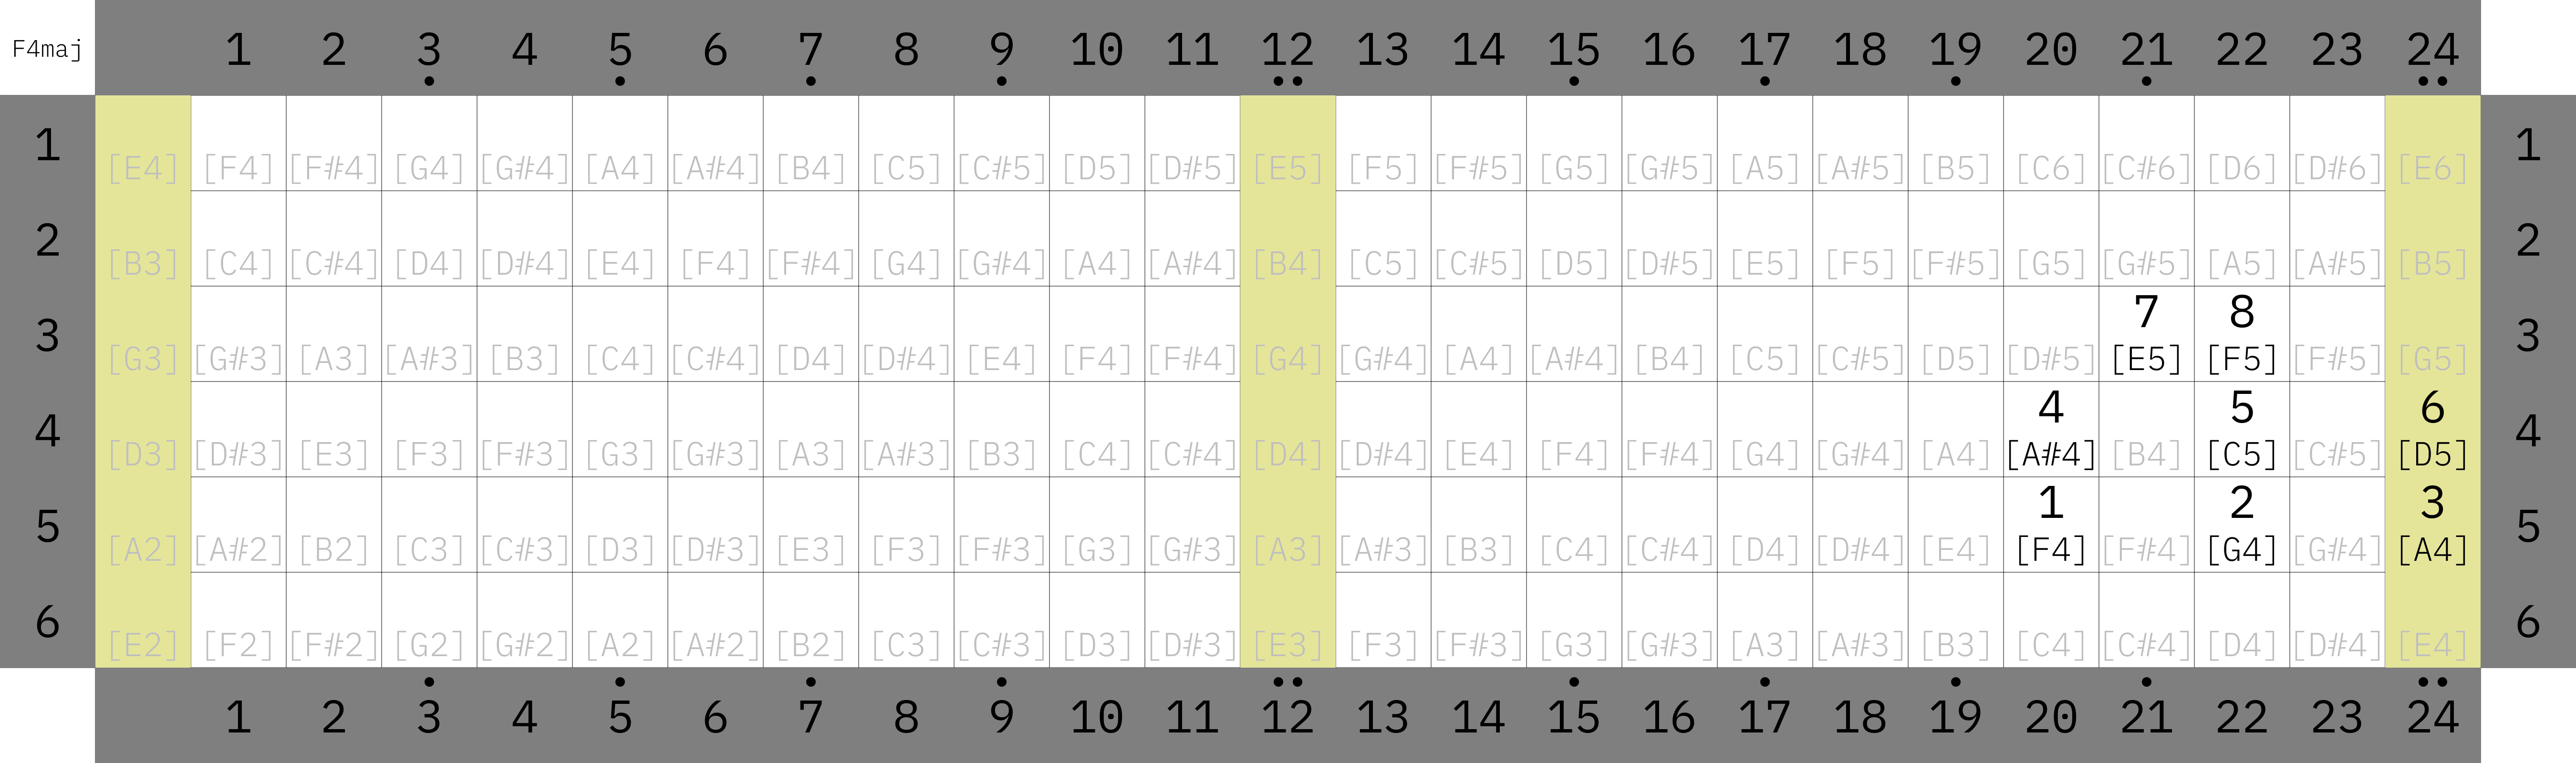 F4maj 1 2 3 4 5 6 7 8 9 10 11 12 13 14 15 16 17 18 19 20 21 22 23 24
1 [E4] [F4] [F#4] [G4] [G#4] [A4] [A#4] [B4] [C5] [C#5] [D5] [D#5] [E5] [F5] [F#5] [G5] [G#5] [A5] [A#5] [B5] [C6] [C#6] [D6] [D#6] [E6] 1
2 [B3] [C4] [C#4] [D4] [D#4] [E4] [F4] [F#4] [G4] [G#4] [A4] [A#4] [B4] [C5] [C#5] [D5] [D#5] [E5] [F5] [F#5] [G5] [G#5] [A5] [A#5] [B5] 2
7 8
3 [G3] [G#3] [A3] [A#3] [B3] [C4] [C#4] [D4] [D#4] [E4] [F4] [F#4] [G4] [G#4] [A4] [A#4] [B4] [C5] [C#5] [D5] [D#5] [E5] [F5] [F#5] [G5] 3
4 5 6
4 [D3] [D#3] [E3] [F3] [F#3] [G3] [G#3] [A3] [A#3] [B3] [C4] [C#4] [D4] [D#4] [E4] [F4] [F#4] [G4] [G#4] [A4] [A#4] [B4] [C5] [C#5] [D5] 4
1 2 3
5 [A2] [A#2] [B2] [C3] [C#3] [D3] [D#3] [E3] [F3] [F#3] [G3] [G#3] [A3] [A#3] [B3] [C4] [C#4] [D4] [D#4] [E4] [F4] [F#4] [G4] [G#4] [A4] 5
6 [E2] [F2] [F#2] [G2] [G#2] [A2] [A#2] [B2] [C3] [C#3] [D3] [D#3] [E3] [F3] [F#3] [G3] [G#3] [A3] [A#3] [B3] [C4] [C#4] [D4] [D#4] [E4] 6
1 2 3 4 5 6 7 8 9 10 11 12 13 14 15 16 17 18 19 20 21 22 23 24